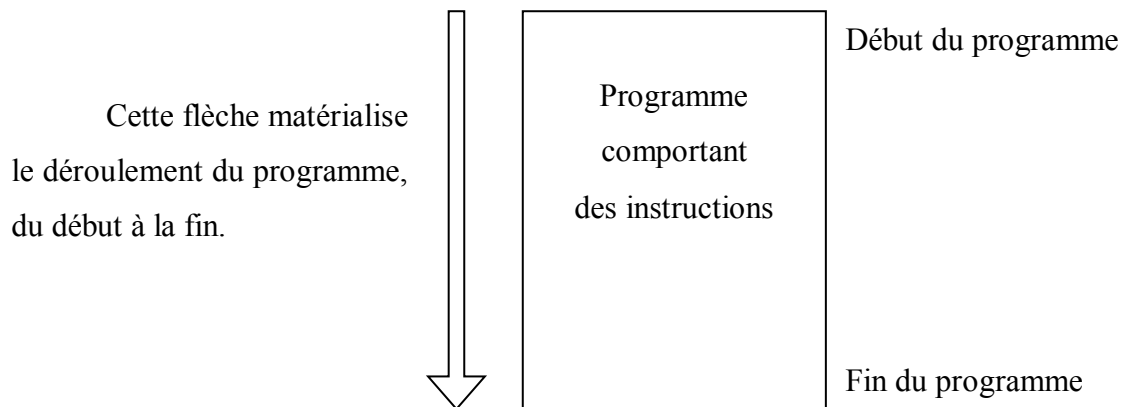 Début du programme
Cette flèche matérialise
le déroulement du programme,
du début à la fin.
Programme
comportant
des instructions
Fin du programme